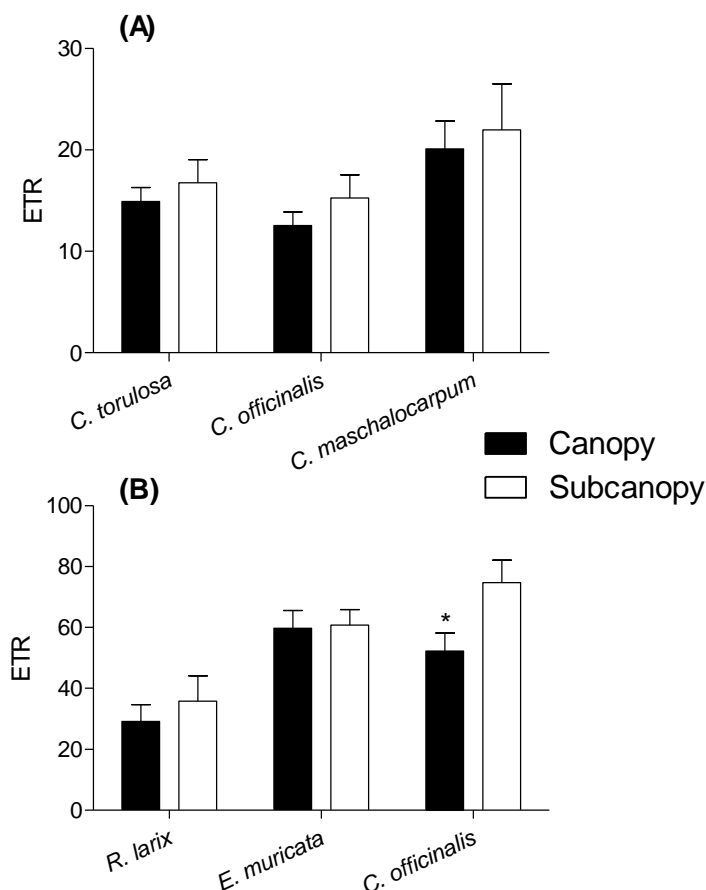 (A)
30
20
10
0
ETR
C. torulosa
C. officinalis
C. maschalocarpum
Canopy
Subcanopy
(B)
100
80
60
40
20
0
ETR
*
R. larix
E. muricata
C. officinalis